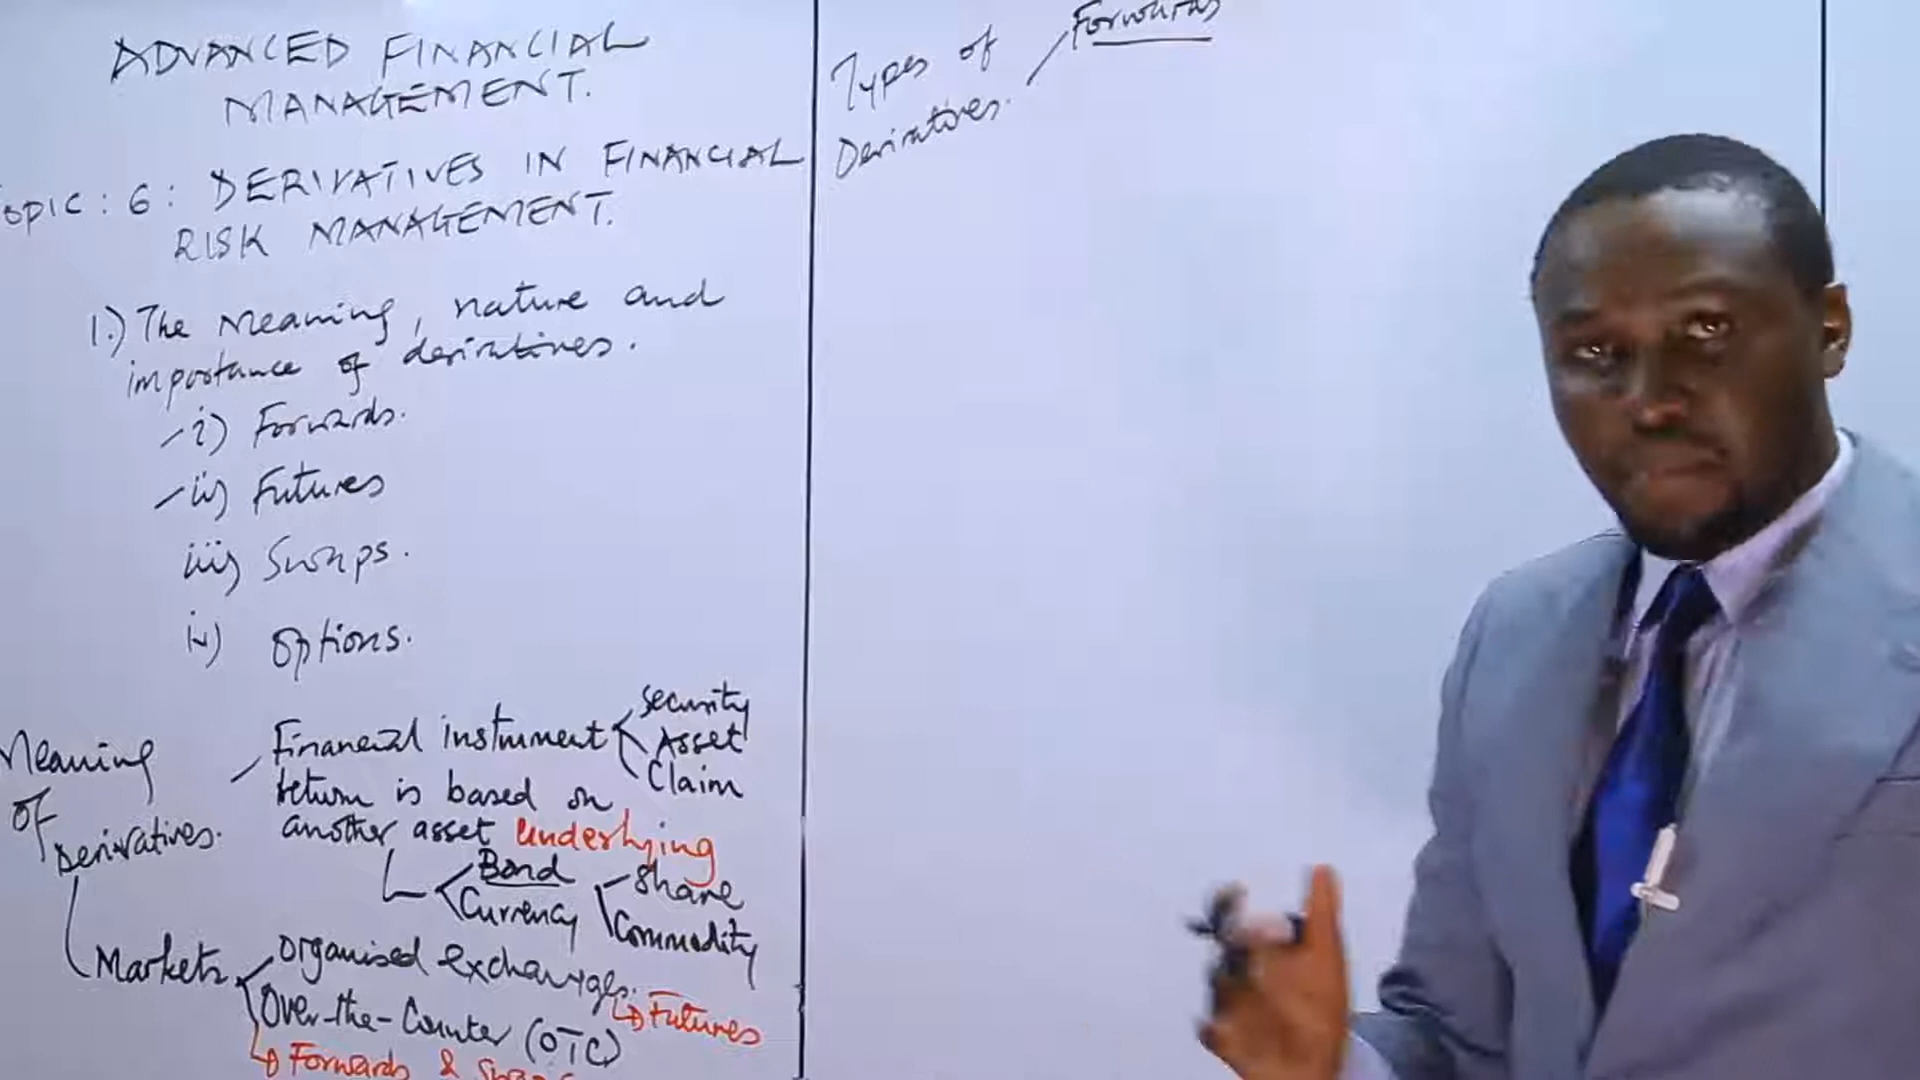 ADVANCED FINANCIAL
MANAGEMENT.
OPIC : 6 : DERIVATIVES IN FINANCIAL
RISK MANAGEMENT.
1.) The Meaning, nature and
importance of derivatives.
i) Forwards.
ii) Futures
iii) Swaps.
iv) Options.
Meaning
of
Derivatives.
Financial instrument
Security
Asset
Claim
return is based on
another asset underlying
Bond
Currency
Share
Commodity
Markets
Organised exchanges.
Futures
Over-the-Counter (OTC)
Forwards & Swaps
Types of
Derivatives.
Forwards